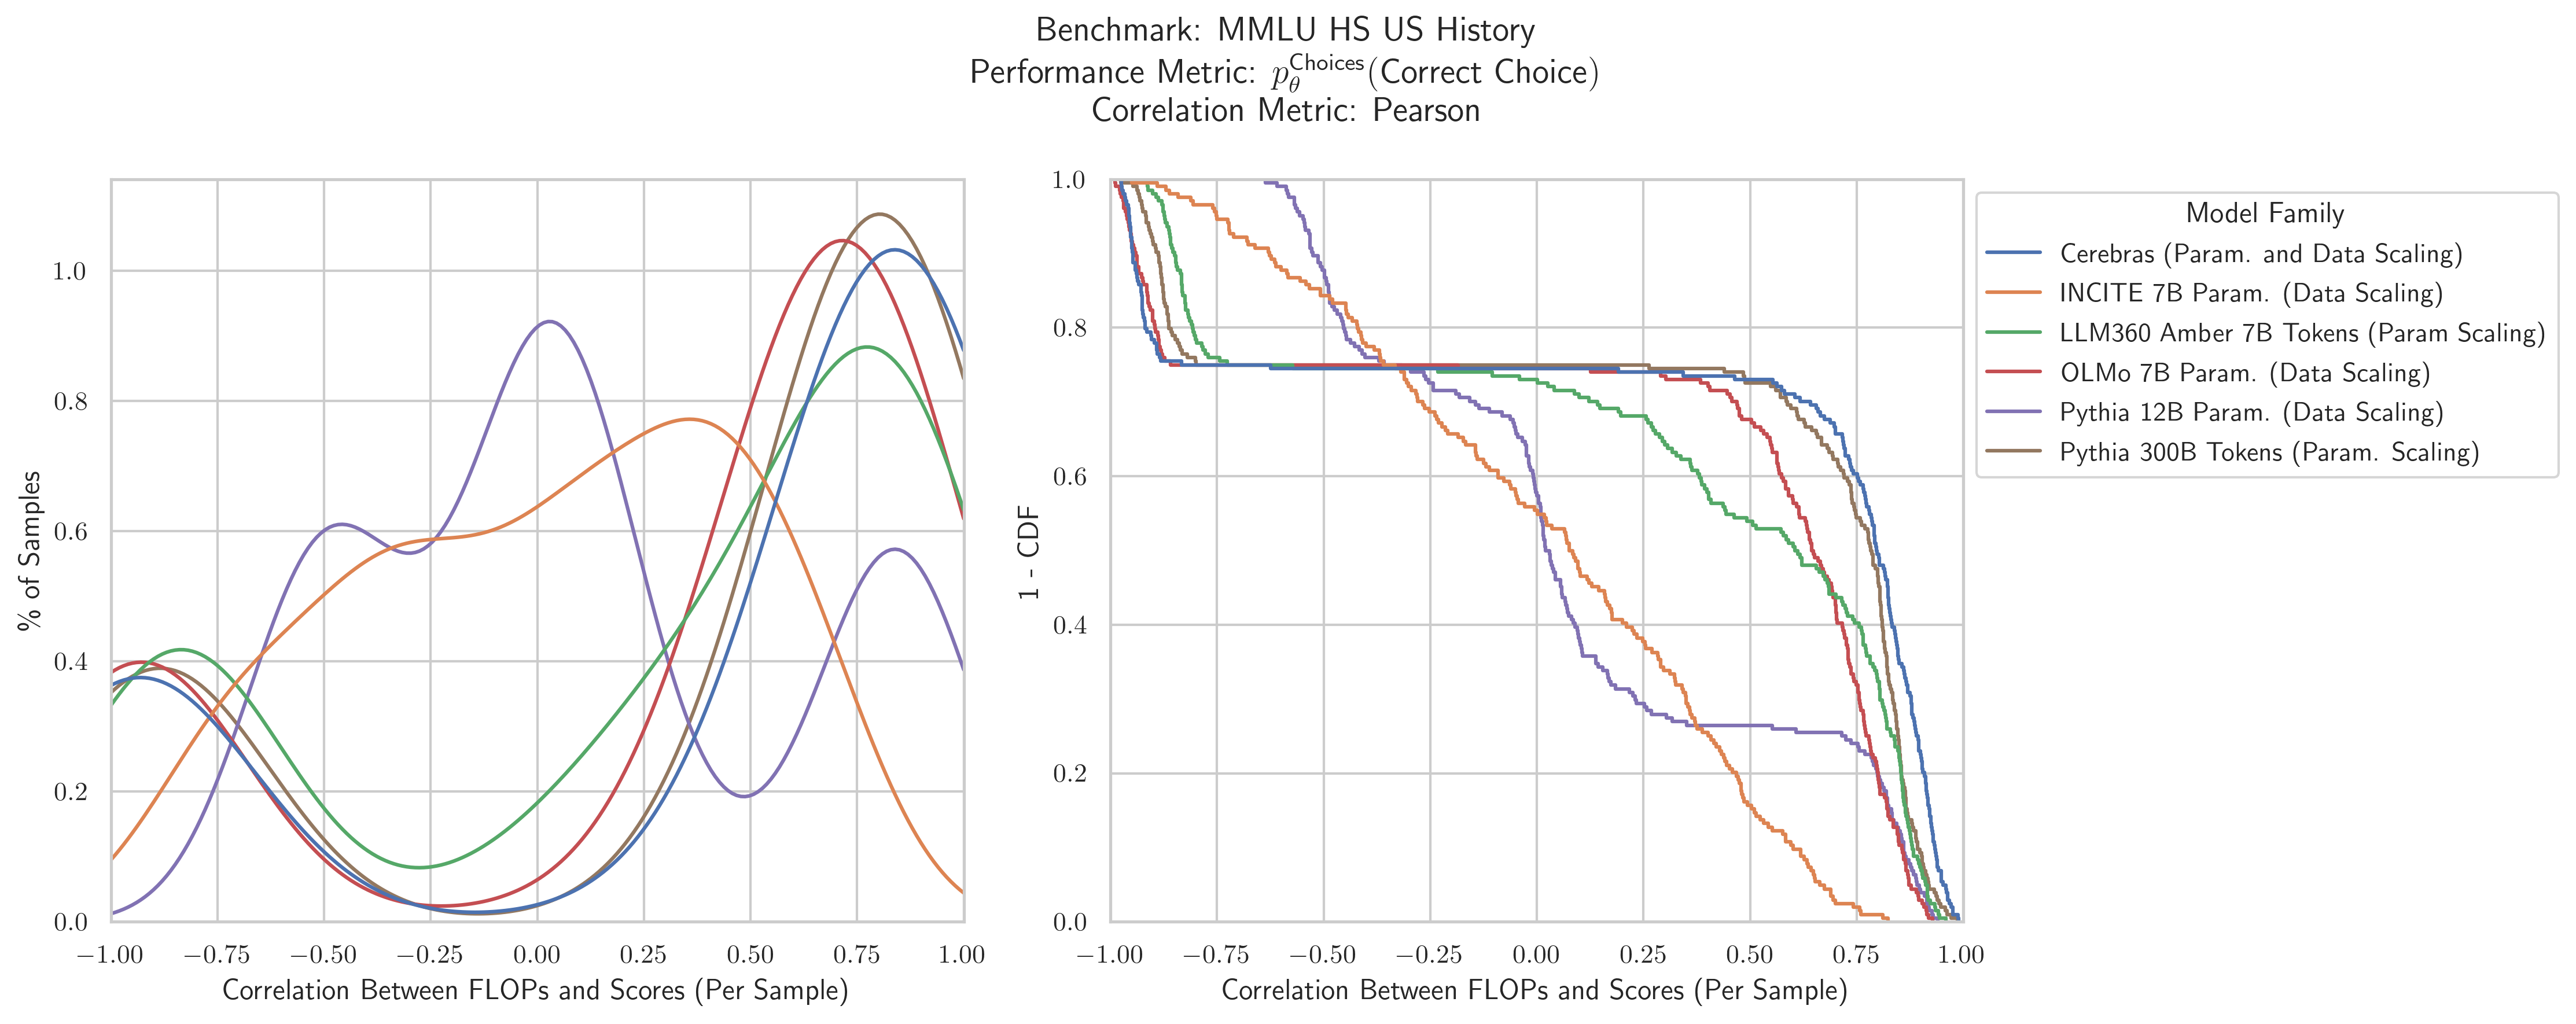 Benchmark: MMLU HS US History
Performance Metric: $p_\theta^{\text{Choices}}(\text{Correct Choice})$
Correlation Metric: Pearson
% of Samples
1.0
0.8
0.6
0.4
0.2
0.0
−1.00 −0.75 −0.50 −0.25 0.00 0.25 0.50 0.75 1.00
Correlation Between FLOPs and Scores (Per Sample)
1 - CDF
1.0
0.8
0.6
0.4
0.2
0.0
−1.00 −0.75 −0.50 −0.25 0.00 0.25 0.50 0.75 1.00
Correlation Between FLOPs and Scores (Per Sample)
Model Family
Cerebras (Param. and Data Scaling)
INCITE 7B Param. (Data Scaling)
LLM360 Amber 7B Tokens (Param Scaling)
OLMo 7B Param. (Data Scaling)
Pythia 12B Param. (Data Scaling)
Pythia 300B Tokens (Param. Scaling)